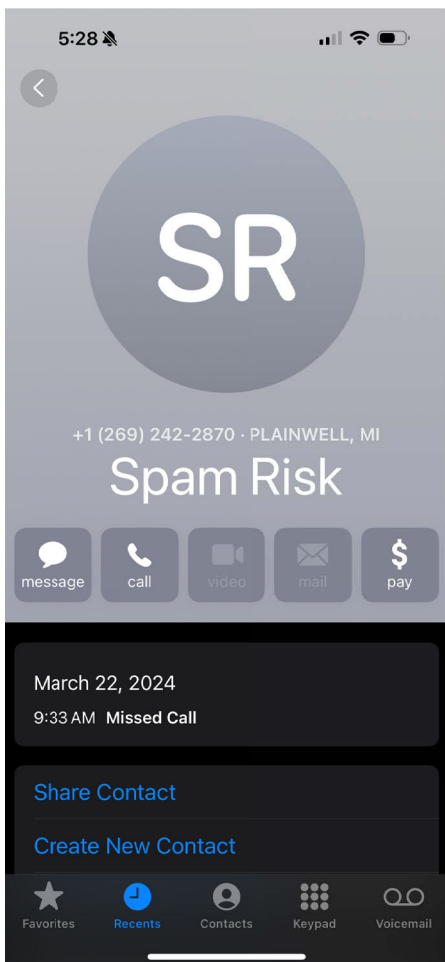 5:28
SR
+1 (269) 242-2870 · PLAINWELL, MI
Spam Risk
message call video mail pay
March 22, 2024
9:33 AM Missed Call
Share Contact
Create New Contact
Favorites Recents Contacts Keypad Voicemail